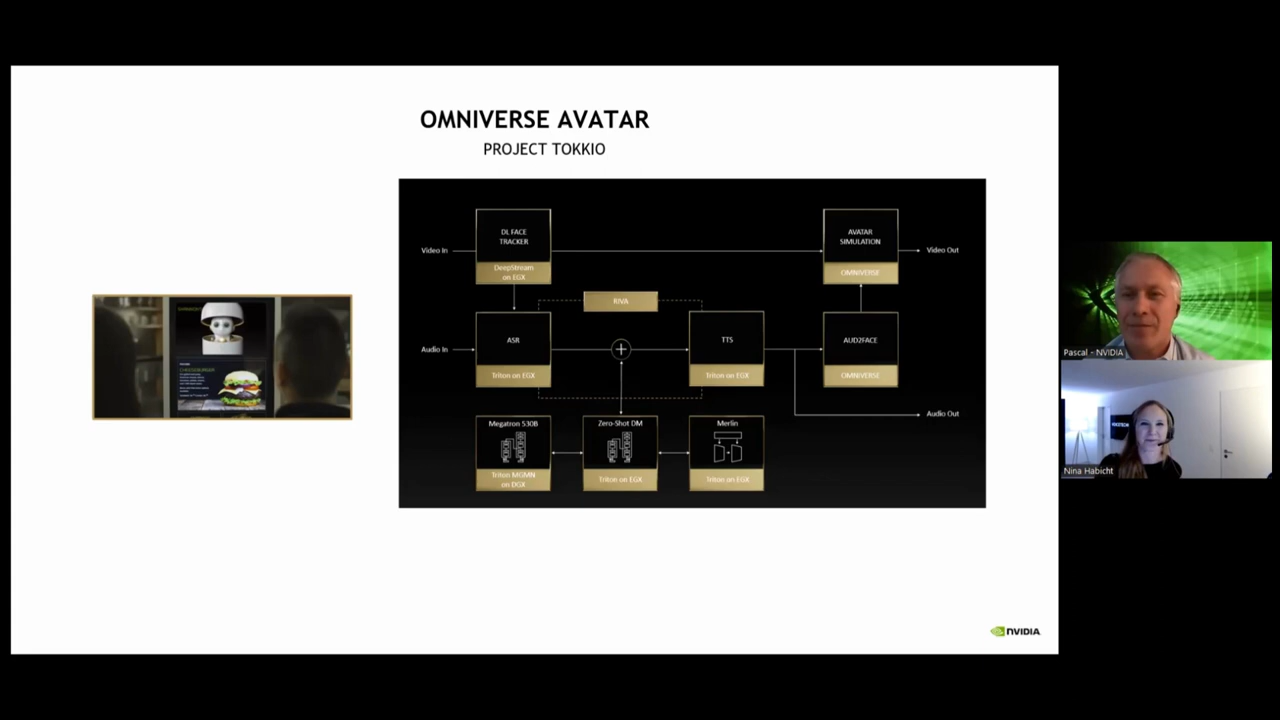 OMNIVERSE AVATAR
PROJECT TOKKIO
Video In
DL FACE
TRACKER
DeepStream
on EGX
AVATAR
SIMULATION
OMNIVERSE
Video Out
RIVA
Audio In
ASR
Triton on EGX
TTS
Triton on EGX
AUD2FACE
OMNIVERSE
Audio Out
Megatron 530B
Triton MGMN
on DGX
Zero-Shot DM
Triton on EGX
Merlin
Triton on EGX
CHEESEBURGER
NVIDIA
Pascal - NVIDIA
Nina Habicht